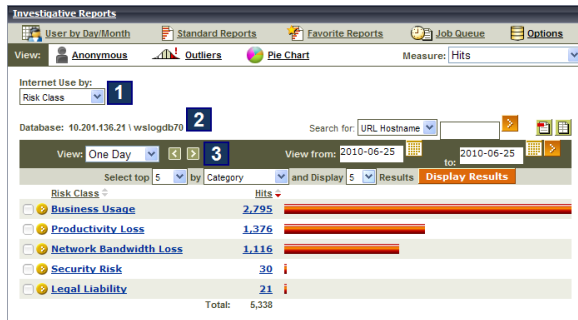 Investigative Reports
User by Day/Month Standard Reports Favorite Reports Job Queue Options
View: Anonymous Outliers Pie Chart Measure: Hits
Internet Use by:
Risk Class 1
Database: 10.201.136.21 \ wslogdb70 2 Search for: URL Hostname
View: One Day 3 View from: 2010-06-25 to: 2010-06-25
Select top 5 by Category and Display 5 Results Display Results
Risk Class Hits
Business Usage 2,795
Productivity Loss 1,376
Network Bandwidth Loss 1,116
Security Risk 30
Legal Liability 21
Total: 5,338